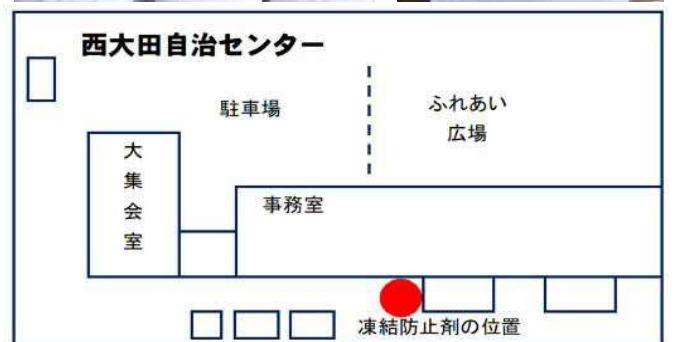 西大田自治センター
駐車場
ふれあい
広場
大
集
会
室
事務室
凍結防止剤の位置